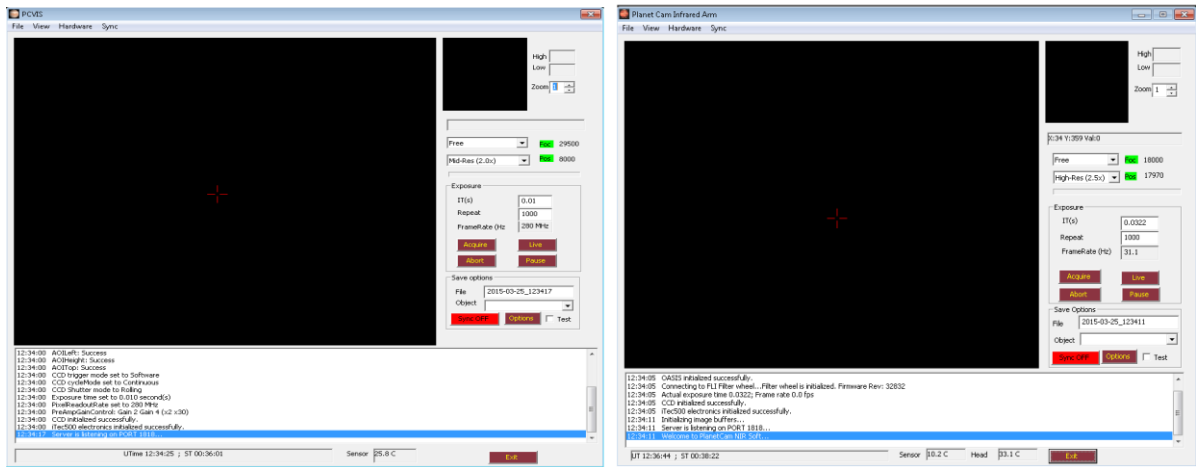 PCVIS
File View Hardware Sync
High
Low
Zoom 1
Free
Foc 29500
Mid-Res (2.0x)
Pos 8000
Exposure
IT(s) 0.01
Repeat 1000
FrameRate (Hz 280 MHz
Acquire Live
Abort Pause
Save options
File 2015-03-25_123417
Object
Sync OFF Options Test
12:34:00 AOILeft: Success
12:34:00 AOIHeight: Success
12:34:00 AOITop: Success
12:34:00 CCD trigger mode set to Software
12:34:00 CCD cycleMode set to Continuous
12:34:00 CCD Shutter mode to Rolling
12:34:00 Exposure time set to 0.010 second(s)
12:34:00 PixelReadoutRate set to 280 MHz
12:34:00 PreAmpGainControl: Gain 2 Gain 4 (x2 x30)
12:34:00 CCD initialized successfully.
12:34:00 iTec500 electronics initialized successfully.
12:34:17 Server is listening on PORT 1818...
UTime 12:34:25 ; ST 00:36:01 Sensor 25.8 C Exit
Planet Cam Infrared Arm
File View Hardware Sync
High
Low
Zoom 1
X:34 Y:359 Val:0
Free
Foc 18000
High-Res (2.5x)
Pos 17970
Exposure
IT(s) 0.0322
Repeat 1000
FrameRate (Hz) 31.1
Acquire Live
Abort Pause
Save Options
File 2015-03-25_123411
Object
Sync OFF Options Test
12:34:05 OASIS initialized successfully.
12:34:05 Connecting to FLI Filter wheel...Filter wheel is initialized. Firmware Rev: 32832
12:34:05 Actual exposure time 0.0322; Frame rate 0.0 fps
12:34:05 CCD initialized successfully.
12:34:05 iTec500 electronics initialized successfully.
12:34:11 Initializing image buffers...
12:34:11 Server is listening on PORT 1818...
12:34:11 Welcome to PlanetCam NIR Soft...
UT 12:36:44 ; ST 00:38:22 Sensor 10.2 C Head 33.1 C Exit